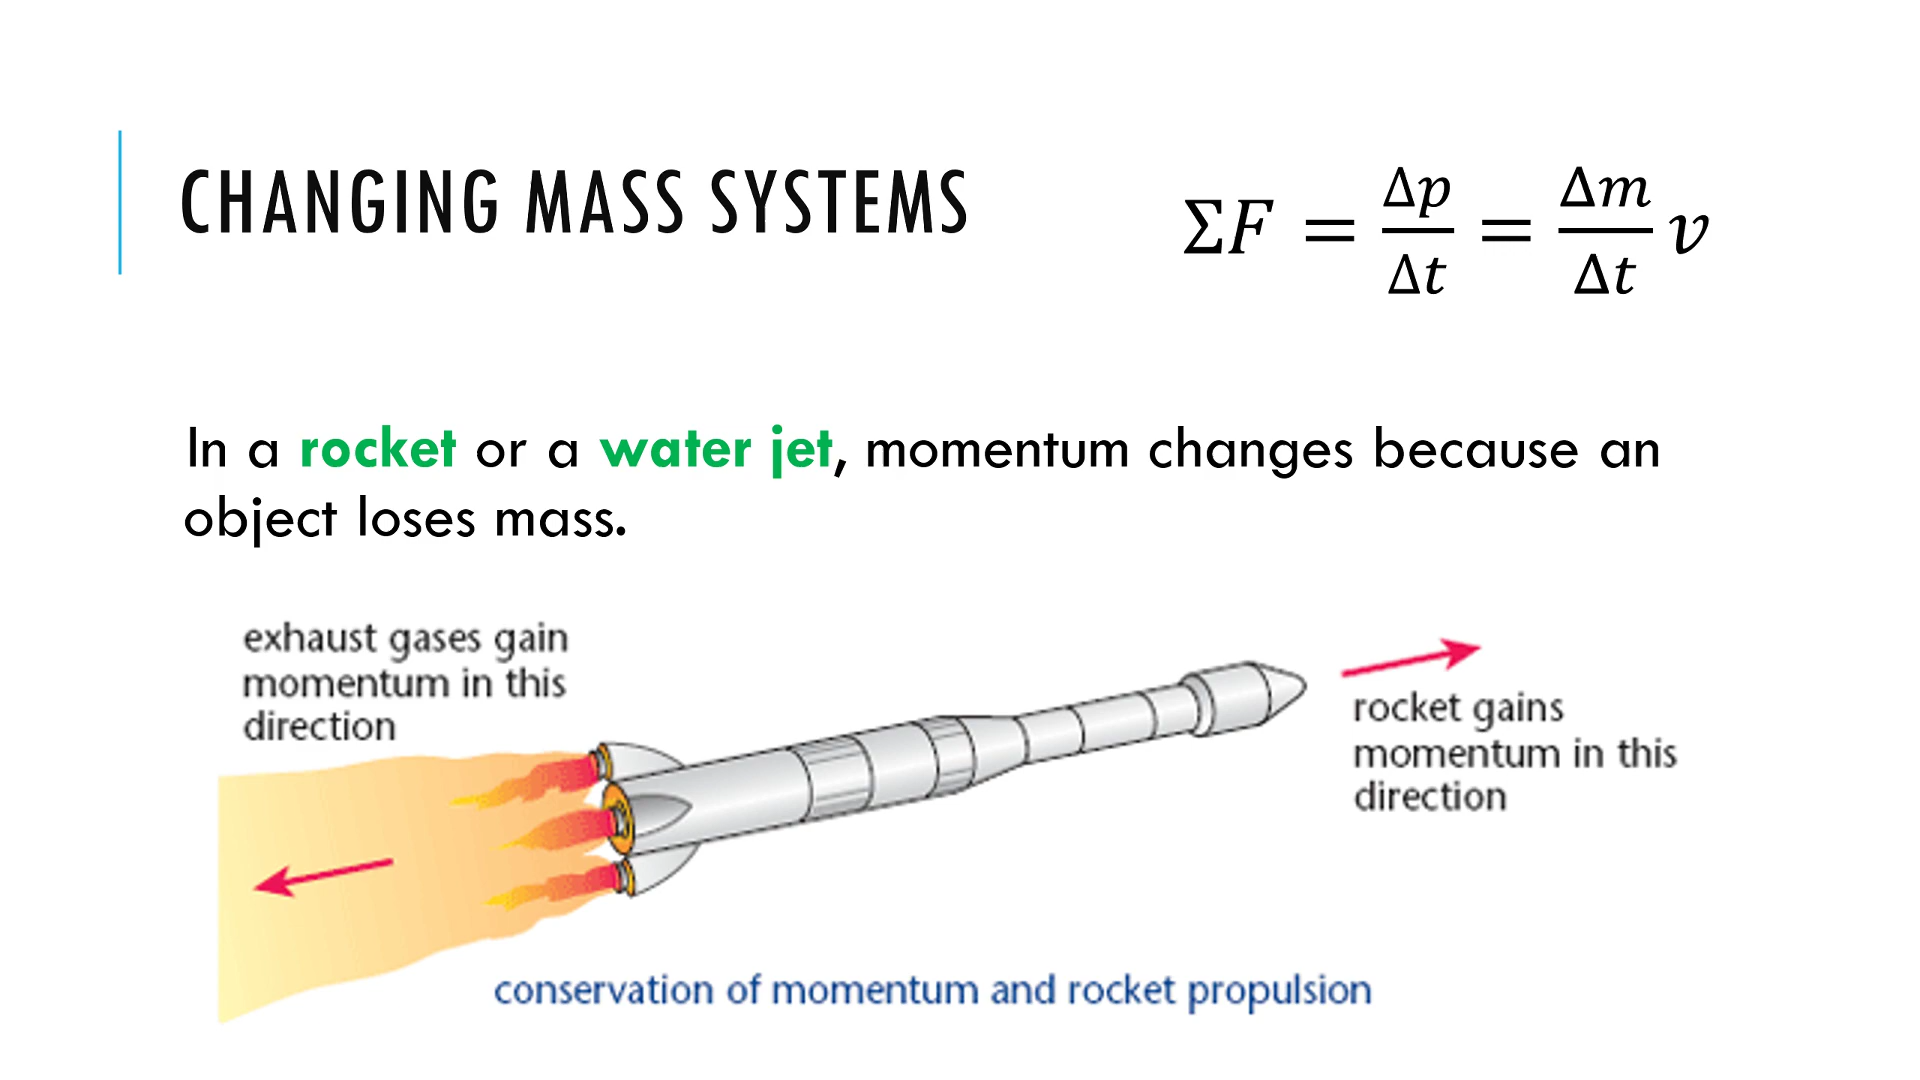 CHANGING MASS SYSTEMS
ΣF = Δp/Δt = Δm/Δt v
In a rocket or a water jet, momentum changes because an
object loses mass.
exhaust gases gain
momentum in this
direction
rocket gains
momentum in this
direction
conservation of momentum and rocket propulsion